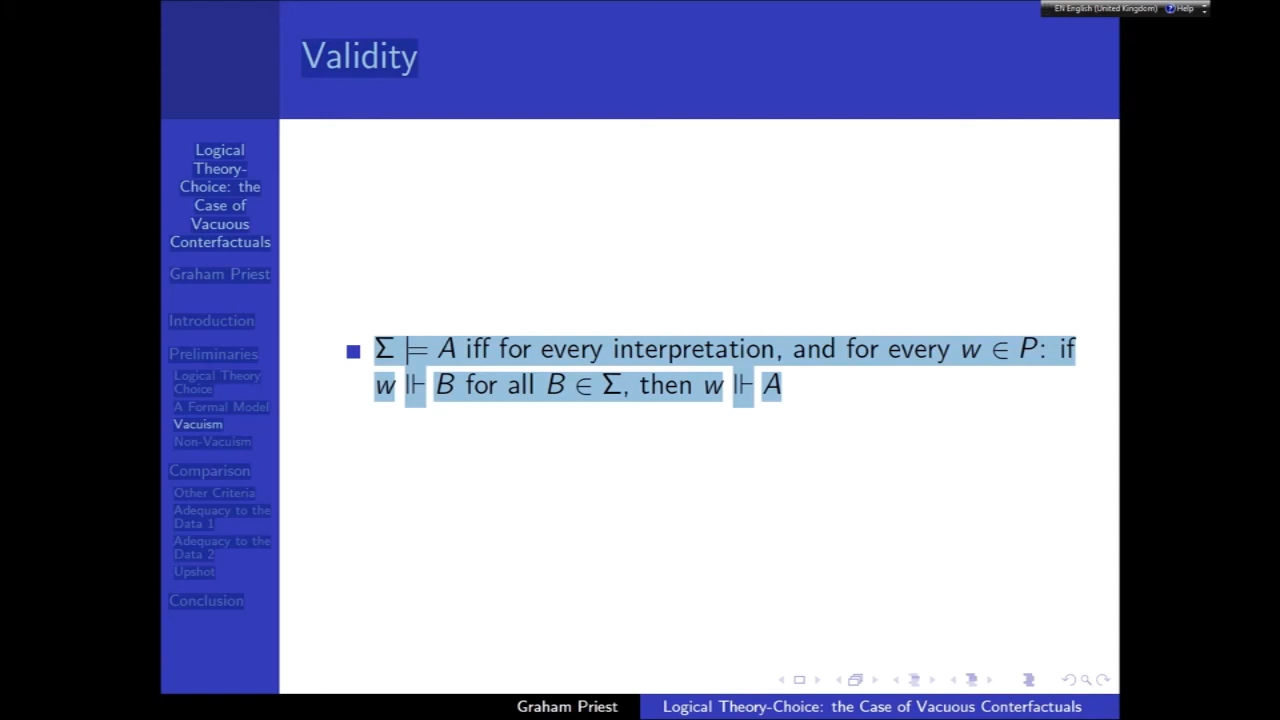 EN English (United Kingdom) Help
Validity
Logical
Theory-
Choice: the
Case of
Vacuous
Conterfactuals
Graham Priest
Introduction
Preliminaries
Logical Theory
Choice
A Formal Model
Vacuism
Non-Vacuism
Comparison
Other Criteria
Adequacy to the
Data 1
Adequacy to the
Data 2
Upshot
Conclusion
Σ ⊨ A iff for every interpretation, and for every w ∈ P: if
w ⊩ B for all B ∈ Σ, then w ⊩ A
Graham Priest
Logical Theory-Choice: the Case of Vacuous Conterfactuals